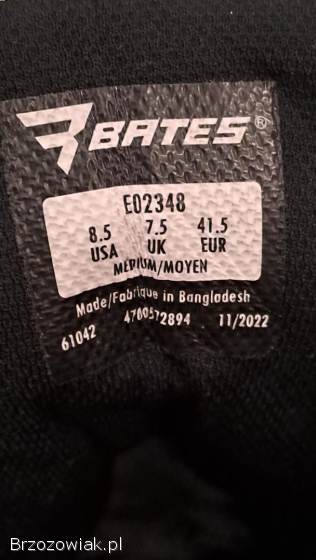 BATES®
E02348
8.5 7.5 41.5
USA UK EUR
MEDIUM/MOYEN
Made/Fabrique in Bangladesh
61042 4700572894 11/2022
Brzozowiak.pl